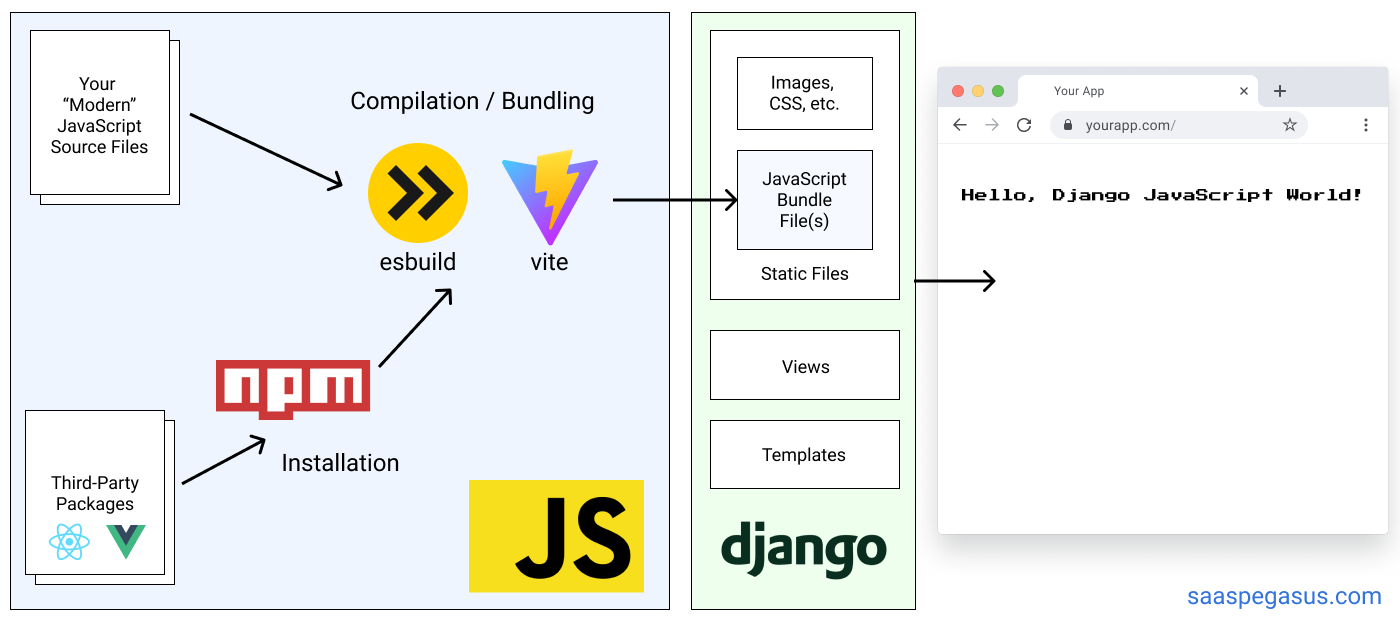 Your
“Modern”
JavaScript
Source Files
Compilation / Bundling
esbuild
vite
npm
Installation
Third-Party
Packages
JS
Images,
CSS, etc.
JavaScript
Bundle
File(s)
Static Files
Views
Templates
django
Your App
yourapp.com/
Hello, Django JavaScript World!
saaspegasus.com